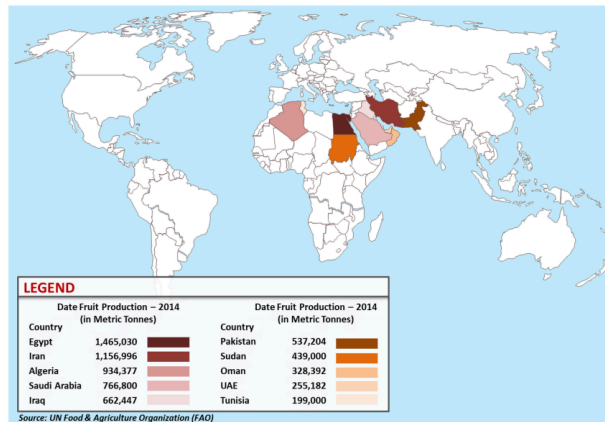 LEGEND
Date Fruit Production – 2014
(in Metric Tonnes)
Country
Egypt 1,465,030
Iran 1,156,996
Algeria 934,377
Saudi Arabia 766,800
Iraq 662,447
Date Fruit Production – 2014
(in Metric Tonnes)
Country
Pakistan 537,204
Sudan 439,000
Oman 328,392
UAE 255,182
Tunisia 199,000
Source: UN Food & Agriculture Organization (FAO)